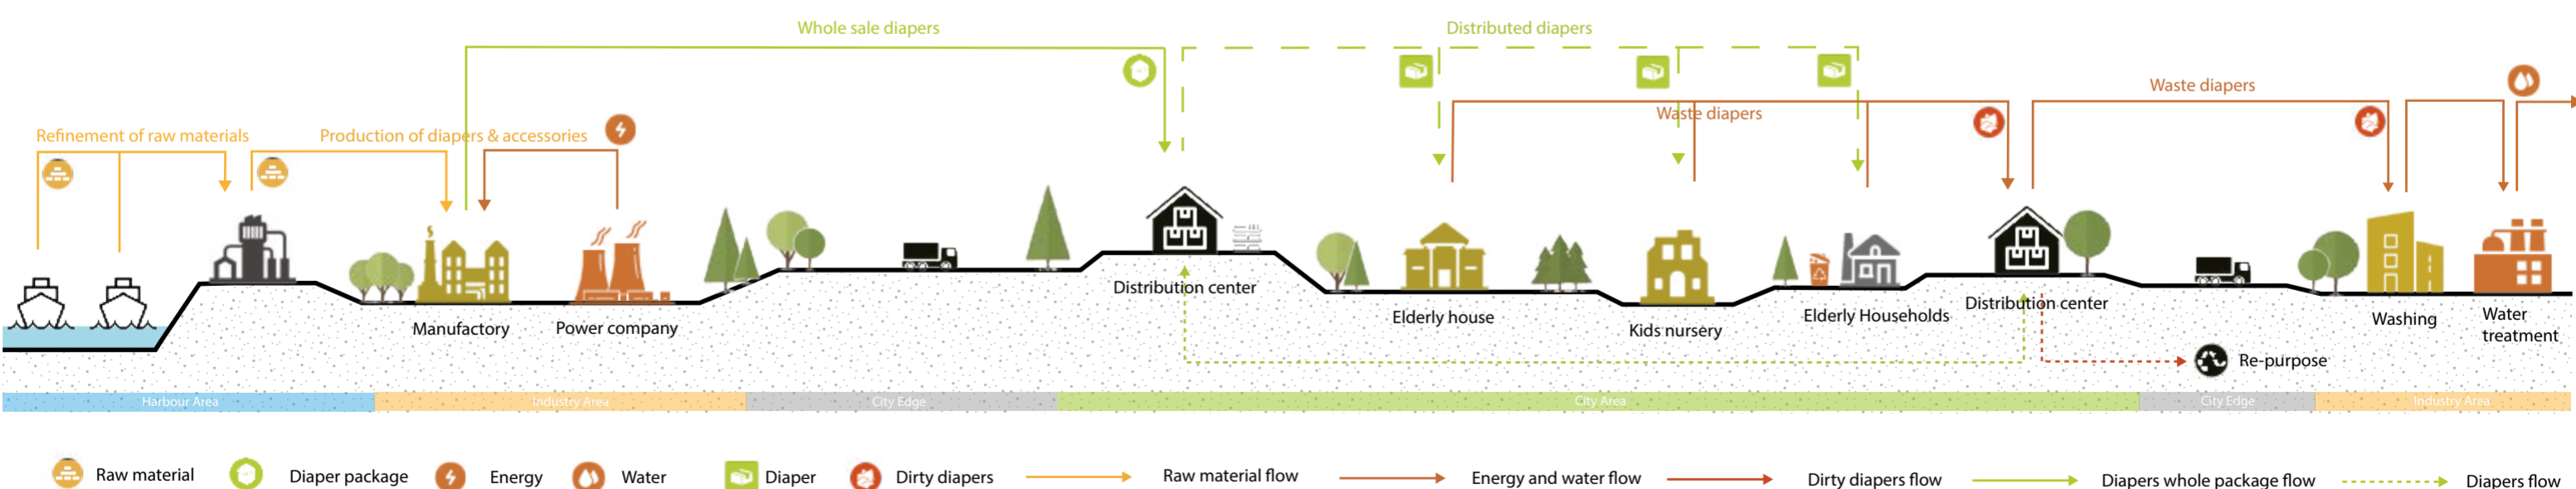 Whole sale diapers
Distributed diapers
Waste diapers
Refinement of raw materials
Production of diapers & accessories
Waste diapers
Distribution center
Elderly house
Kids nursery
Elderly Households
Distribution center
Manufactory
Power company
Washing
Water
treatment
Re-purpose
Harbour Area
Industry Area
City Edge
City Area
City Edge
Industry Area
Raw material
Diaper package
Energy
Water
Diaper
Dirty diapers
Raw material flow
Energy and water flow
Dirty diapers flow
Diapers whole package flow
Diapers flow